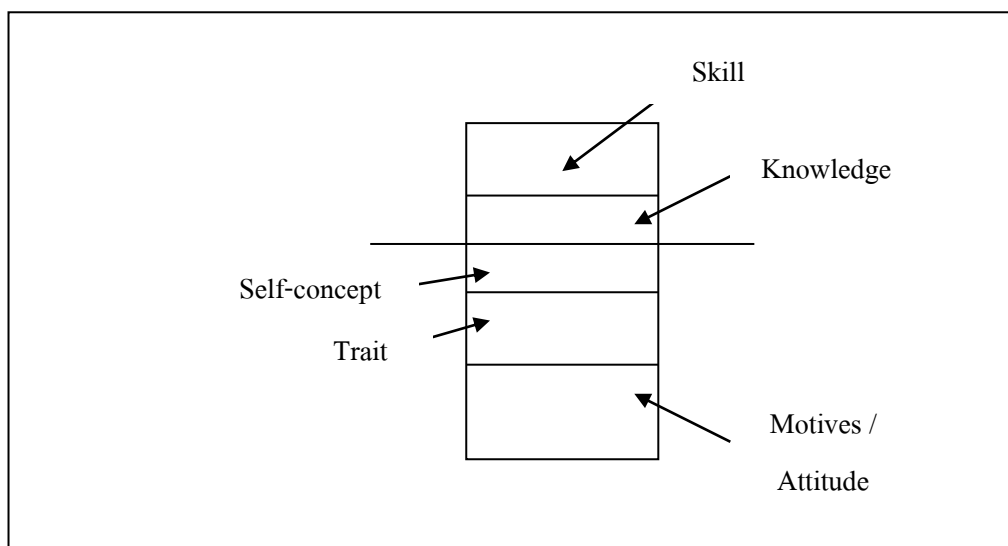 Skill
Knowledge
Self-concept
Trait
Motives /
Attitude